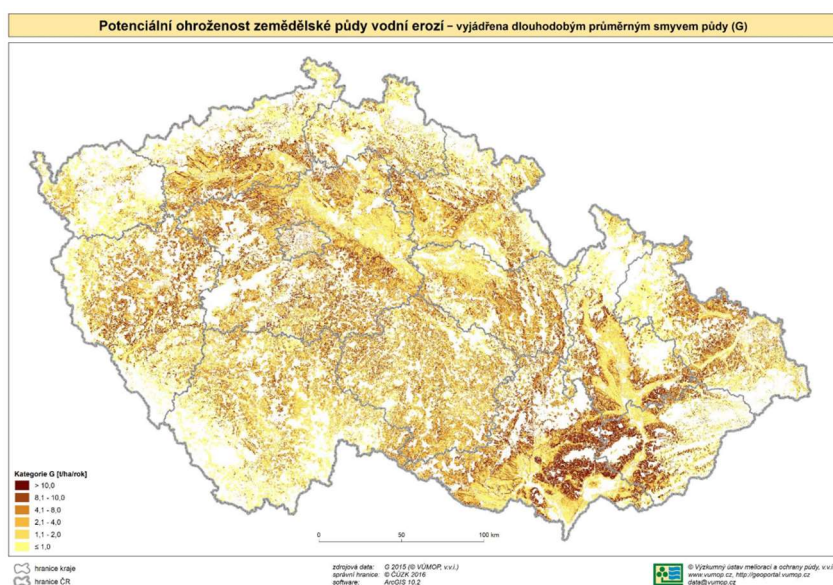 Potenciální ohroženost zemědělské půdy vodní erozí – vyjádřena dlouhodobým průměrným smyvem půdy (G)
Kategorie G [t/ha/rok]
> 10,0
8,1 - 10,0
4,1 - 8,0
2,1 - 4,0
1,1 - 2,0
≤ 1,0
0 50 100 km
hranice kraje
hranice ČR
zdrojová data: G 2015 (© VÚMOP, v.v.i.)
správní hranice: © ČÚZK 2016
software: ArcGIS 10.2
© Výzkumný ústav meliorací a ochrany půdy, v.v.i.
www.vumop.cz, http://geoportal.vumop.cz
data@vumop.cz